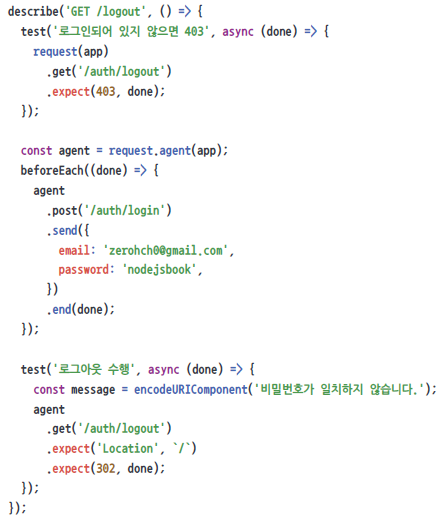 describe('GET /logout', () => {
  test('로그인되어 있지 않으면 403', async (done) => {
    request(app)
      .get('/auth/logout')
      .expect(403, done);
  });

  const agent = request.agent(app);
  beforeEach((done) => {
    agent
      .post('/auth/login')
      .send({
        email: 'zerohch0@gmail.com',
        password: 'nodejsbook',
      })
      .end(done);
  });

  test('로그아웃 수행', async (done) => {
    const message = encodeURIComponent('비밀번호가 일치하지 않습니다.');
    agent
      .get('/auth/logout')
      .expect('Location', `/`)
      .expect(302, done);
  });
});